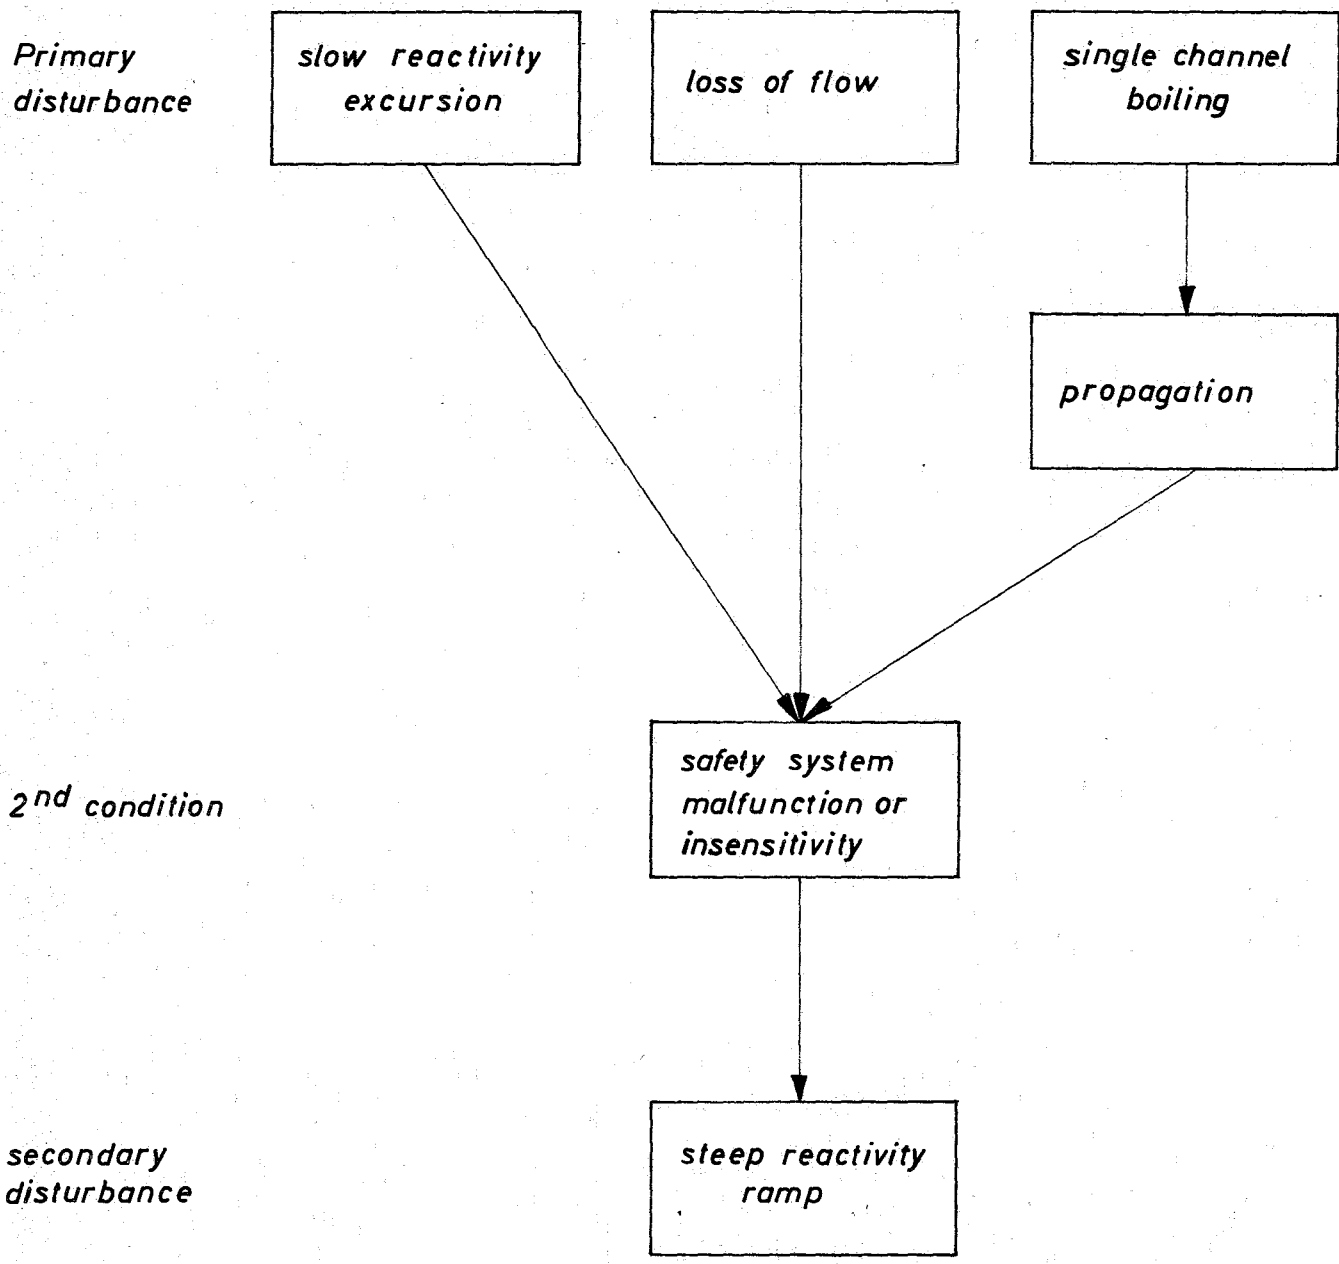 Primary
disturbance
slow reactivity
excursion
loss of flow
single channel
boiling
propagation
2nd condition
safety system
malfunction or
insensitivity
secondary
disturbance
steep reactivity
ramp